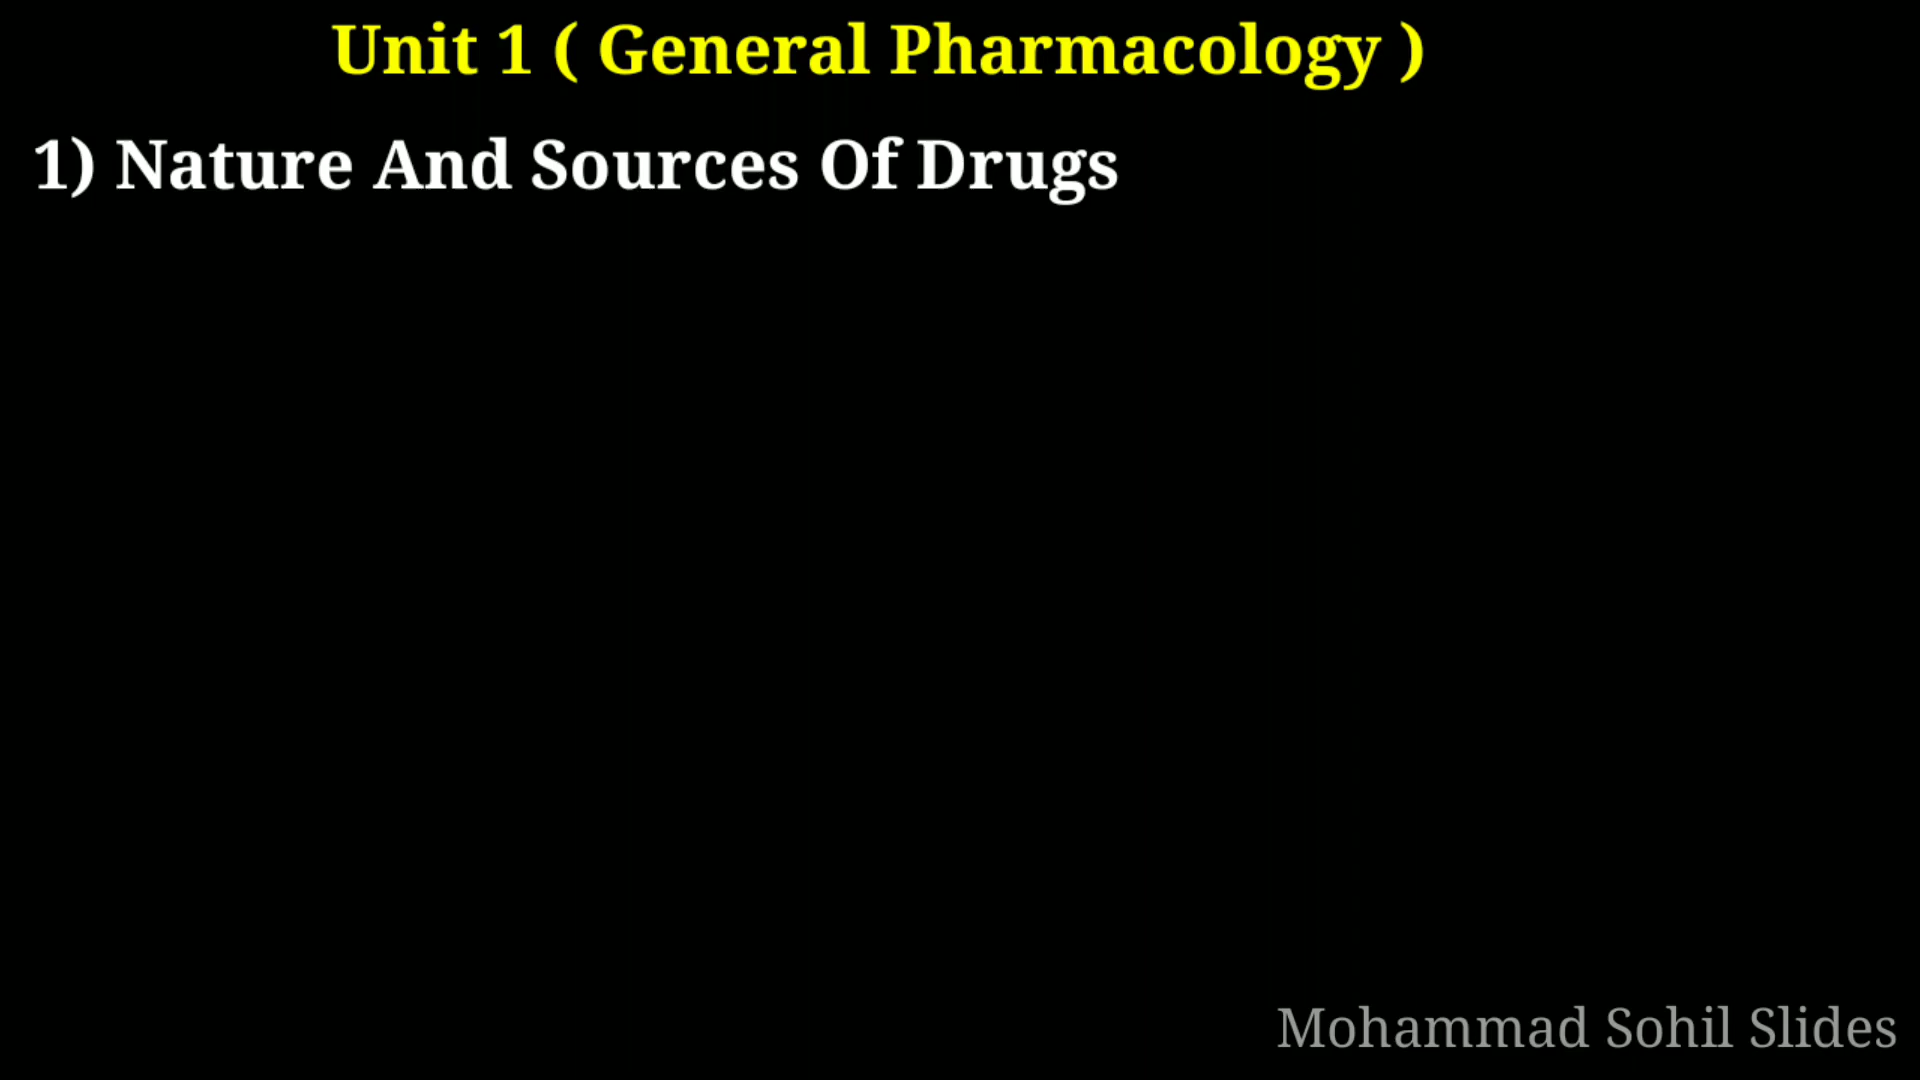 Unit 1 ( General Pharmacology )
1) Nature And Sources Of Drugs
Mohammad Sohil Slides